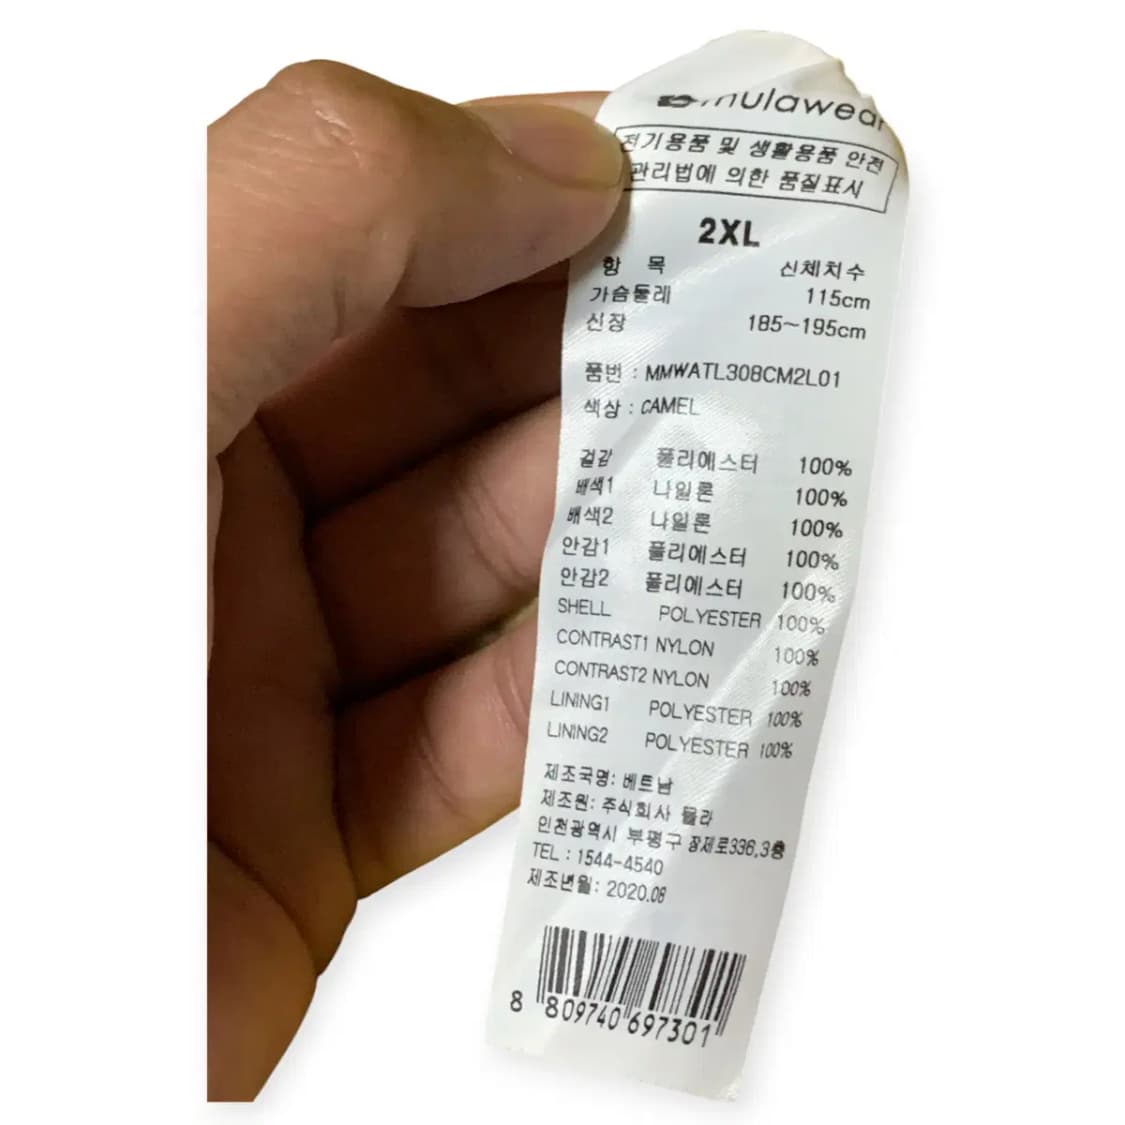 mulawear
전기용품 및 생활용품 안전
관리법에 의한 품질표시
2XL
항 목 신체치수
가슴둘레 115cm
신장 185~195cm
품번 : MMWATL308CM2L01
색상 : CAMEL
겉감 폴리에스터 100%
배색1 나일론 100%
배색2 나일론 100%
안감1 폴리에스터 100%
안감2 폴리에스터 100%
SHELL POLYESTER 100%
CONTRAST1 NYLON 100%
CONTRAST2 NYLON 100%
LINING1 POLYESTER 100%
LINING2 POLYESTER 100%
제조국명: 베트남
제조원: 주식회사 뮬라
인천광역시 부평구 장제로336,3층
TEL : 1544-4540
제조년월: 2020.08
8 809740 697301